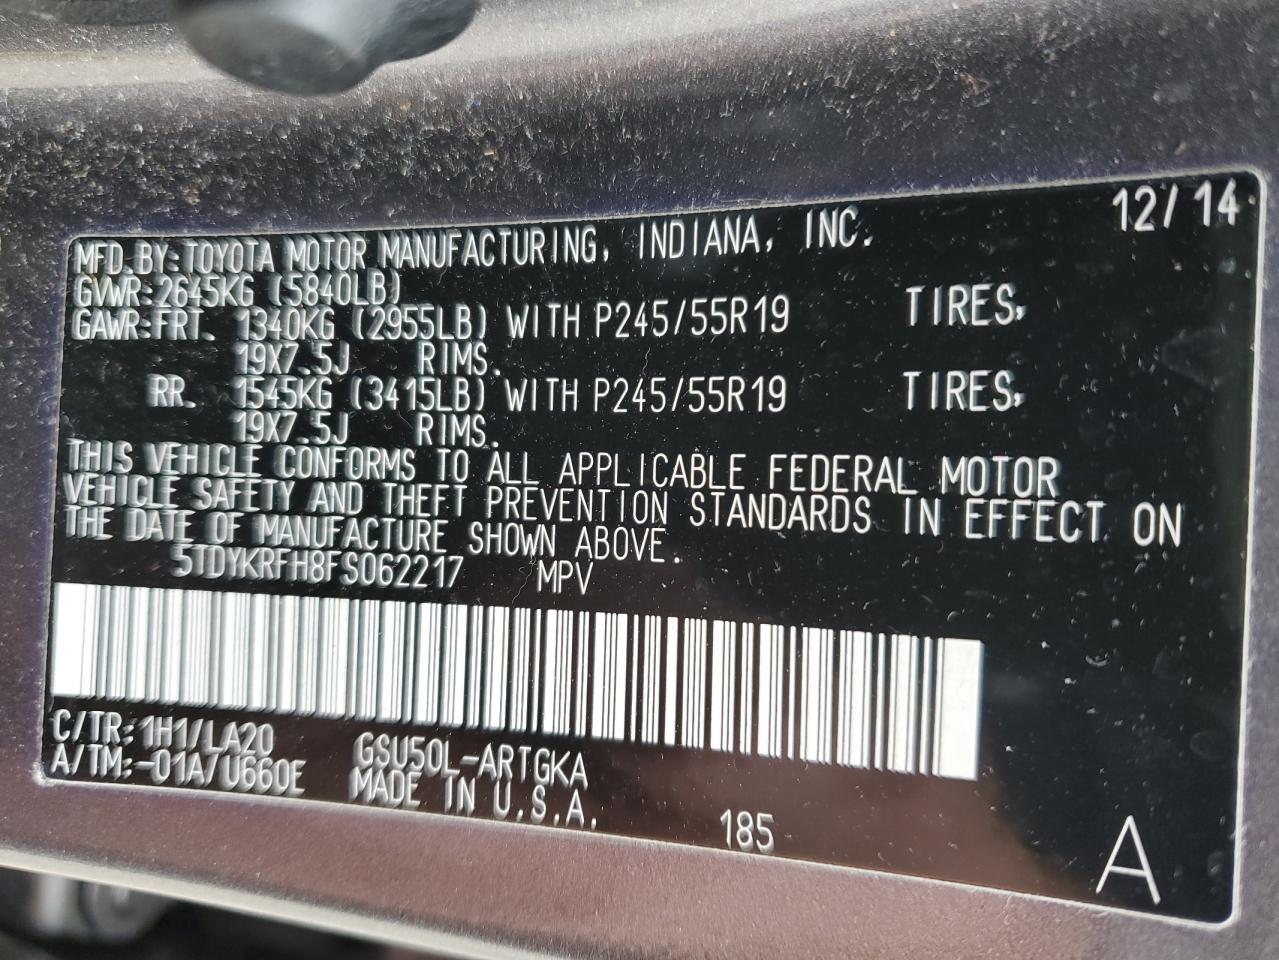 12/14
MFD.BY:TOYOTA MOTOR MANUFACTURING, INDIANA, INC.
GVWR:2645KG (5840LB)
GAWR:FRT. 1340KG (2955LB) WITH P245/55R19 TIRES,
19X7.5J RIMS.
RR. 1545KG (3415LB) WITH P245/55R19 TIRES,
19X7.5J RIMS.
THIS VEHICLE CONFORMS TO ALL APPLICABLE FEDERAL MOTOR
VEHICLE SAFETY AND THEFT PREVENTION STANDARDS IN EFFECT ON
THE DATE OF MANUFACTURE SHOWN ABOVE.
5TDYKRFH8FS062217 MPV
C/TR:1H1/LA20 GSU50L-ARTGKA
A/TM:-01A/U660E MADE IN U.S.A.
185
A